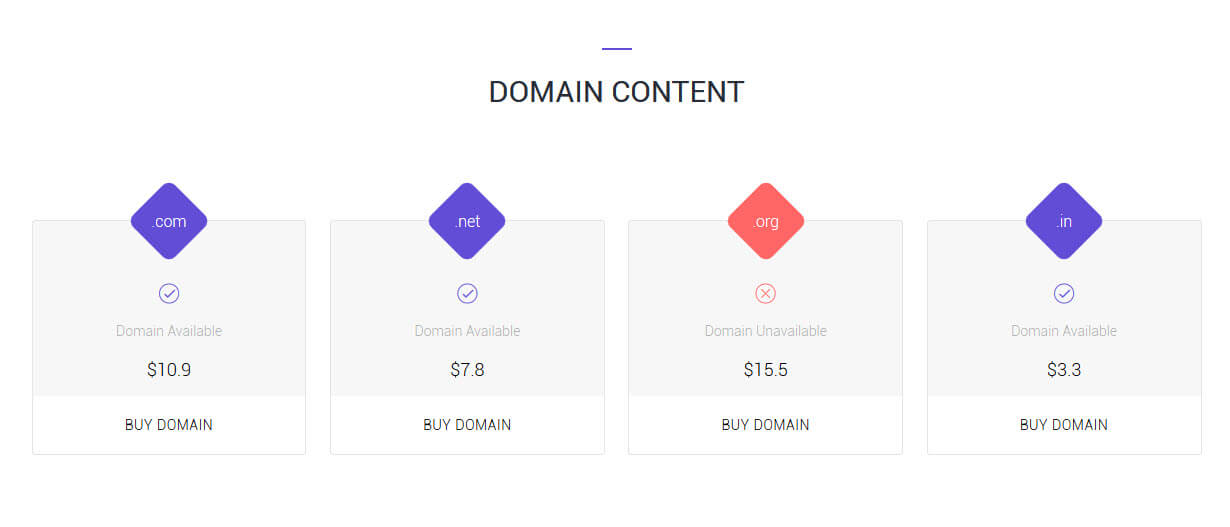 DOMAIN CONTENT
.com
Domain Available
$10.9
BUY DOMAIN
.net
Domain Available
$7.8
BUY DOMAIN
.org
Domain Unavailable
$15.5
BUY DOMAIN
.in
Domain Available
$3.3
BUY DOMAIN